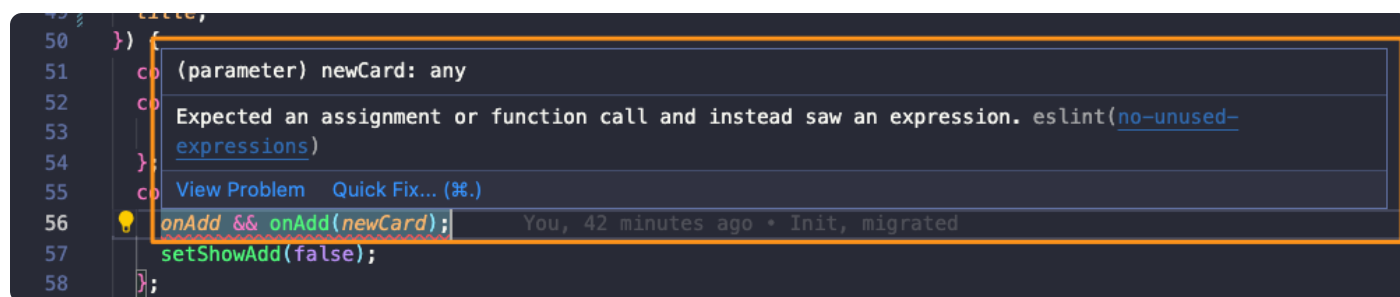 49 title,
50 }) {
51 co
(parameter) newCard: any
52 co
Expected an assignment or function call and instead saw an expression. eslint(no-unused-
53
expressions)
54 };
55 co
View Problem Quick Fix... (⌘.)
56 onAdd && onAdd(newCard); You, 42 minutes ago • Init, migrated
57 setShowAdd(false);
58 };